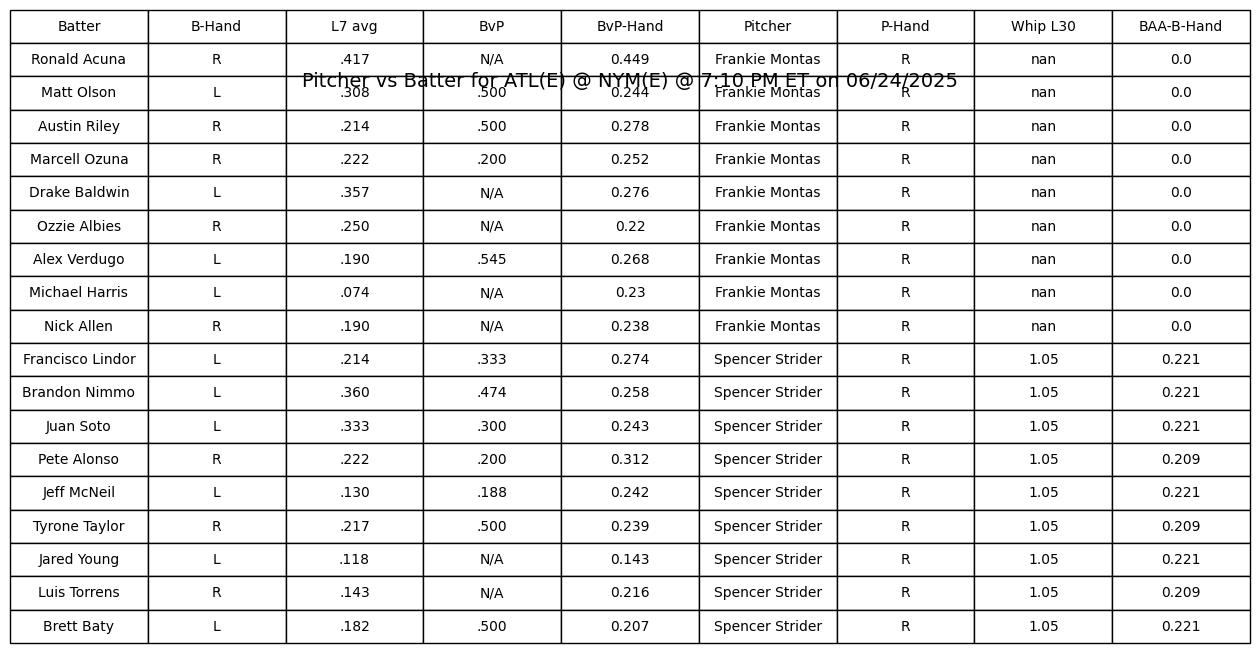 Batter B-Hand L7 avg BvP BvP-Hand Pitcher P-Hand Whip L30 BAA-B-Hand
Ronald Acuna R .417 N/A 0.449 Frankie Montas R nan 0.0
Pitcher vs Batter for ATL(E) @ NYM(E) @ 7:10 PM ET on 06/24/2025
Matt Olson L .308 .500 0.244 Frankie Montas R nan 0.0
Austin Riley R .214 .500 0.278 Frankie Montas R nan 0.0
Marcell Ozuna R .222 .200 0.252 Frankie Montas R nan 0.0
Drake Baldwin L .357 N/A 0.276 Frankie Montas R nan 0.0
Ozzie Albies R .250 N/A 0.22 Frankie Montas R nan 0.0
Alex Verdugo L .190 .545 0.268 Frankie Montas R nan 0.0
Michael Harris L .074 N/A 0.23 Frankie Montas R nan 0.0
Nick Allen R .190 N/A 0.238 Frankie Montas R nan 0.0
Francisco Lindor L .214 .333 0.274 Spencer Strider R 1.05 0.221
Brandon Nimmo L .360 .474 0.258 Spencer Strider R 1.05 0.221
Juan Soto L .333 .300 0.243 Spencer Strider R 1.05 0.221
Pete Alonso R .222 .200 0.312 Spencer Strider R 1.05 0.209
Jeff McNeil L .130 .188 0.242 Spencer Strider R 1.05 0.221
Tyrone Taylor R .217 .500 0.239 Spencer Strider R 1.05 0.209
Jared Young L .118 N/A 0.143 Spencer Strider R 1.05 0.221
Luis Torrens R .143 N/A 0.216 Spencer Strider R 1.05 0.209
Brett Baty L .182 .500 0.207 Spencer Strider R 1.05 0.221